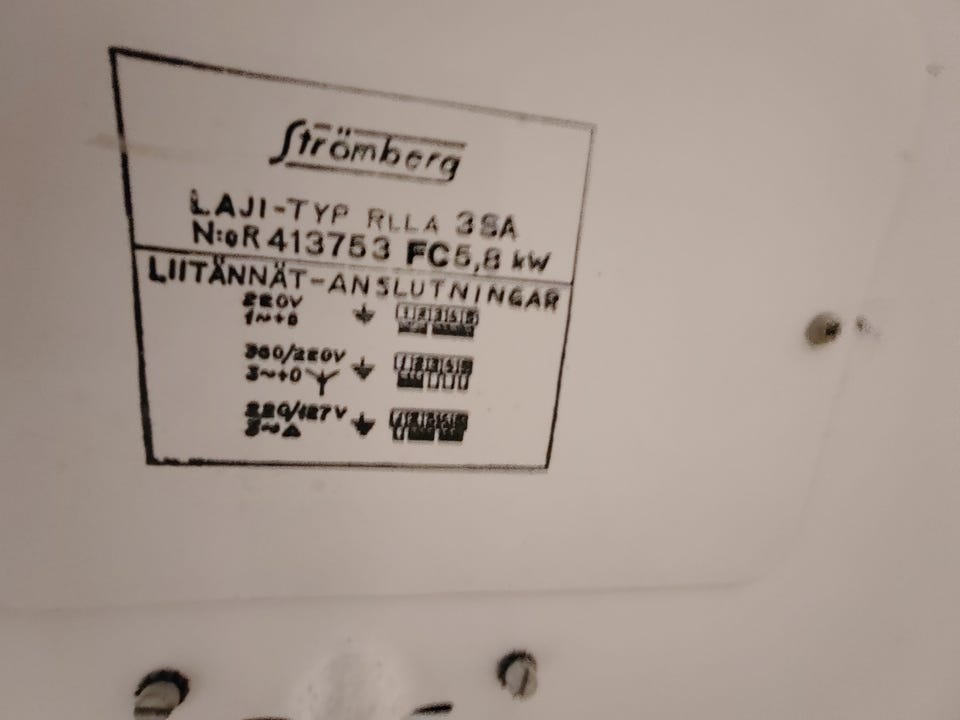 Strömberg
LAJI-TYP RLLA 3SA
N:o R 413753 FC 5,8 kW
LIITÄNNÄT-ANSLUTNINGAR
220V
1~+0
380/220V
3~+0
220/127V
3~